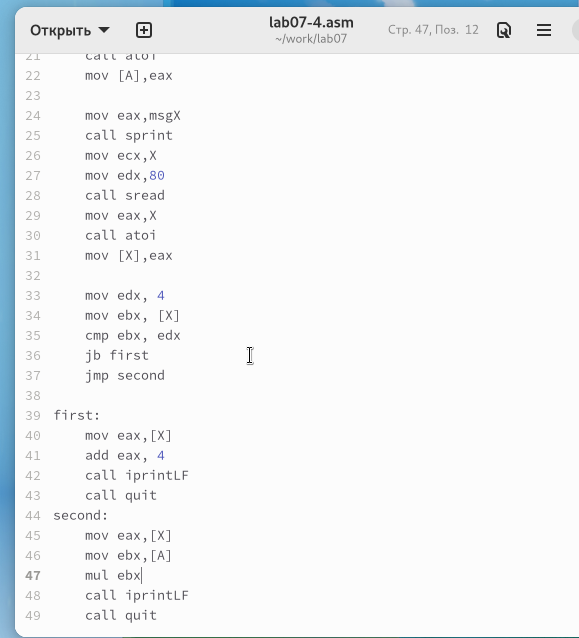 Открыть
lab07-4.asm
~/work/lab07
Стр. 47, Поз. 12
21 call atoi
22 mov [A],eax
23
24 mov eax,msgX
25 call sprint
26 mov ecx,X
27 mov edx,80
28 call sread
29 mov eax,X
30 call atoi
31 mov [X],eax
32
33 mov edx, 4
34 mov ebx, [X]
35 cmp ebx, edx
36 jb first
37 jmp second
38
39 first:
40 mov eax,[X]
41 add eax, 4
42 call iprintLF
43 call quit
44 second:
45 mov eax,[X]
46 mov ebx,[A]
47 mul ebx
48 call iprintLF
49 call quit